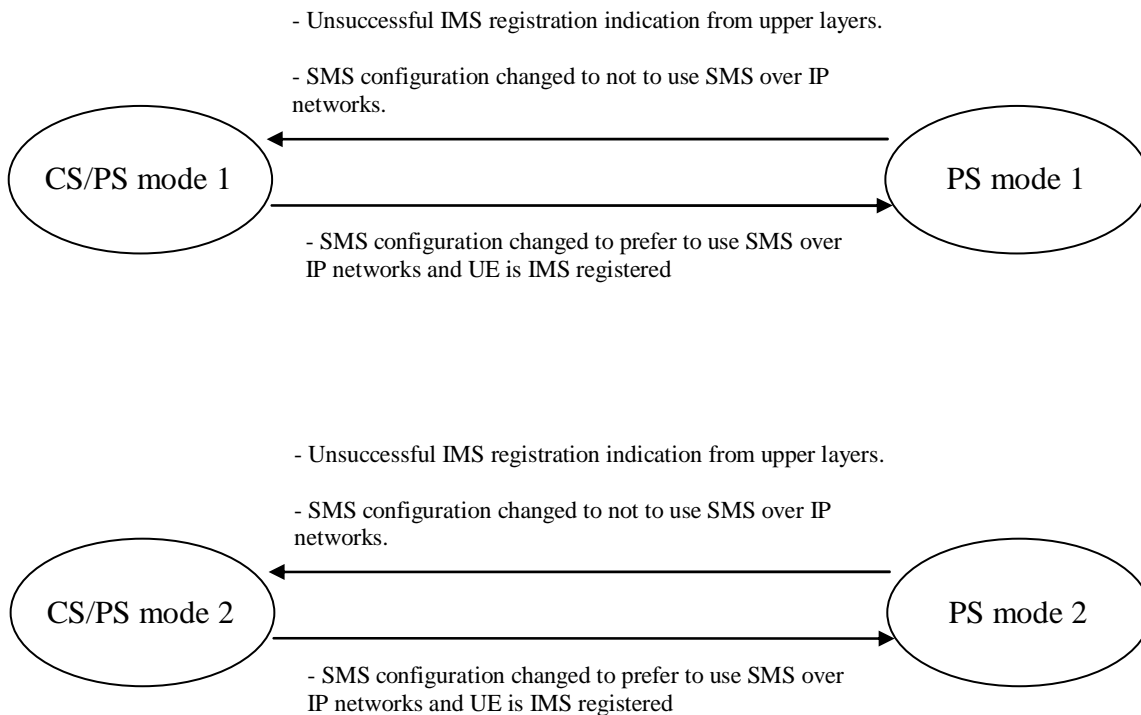 - Unsuccessful IMS registration indication from upper layers.
- SMS configuration changed to not to use SMS over IP
networks.
CS/PS mode 1
PS mode 1
- SMS configuration changed to prefer to use SMS over
IP networks and UE is IMS registered
- Unsuccessful IMS registration indication from upper layers.
- SMS configuration changed to not to use SMS over IP
networks.
CS/PS mode 2
PS mode 2
- SMS configuration changed to prefer to use SMS over
IP networks and UE is IMS registered